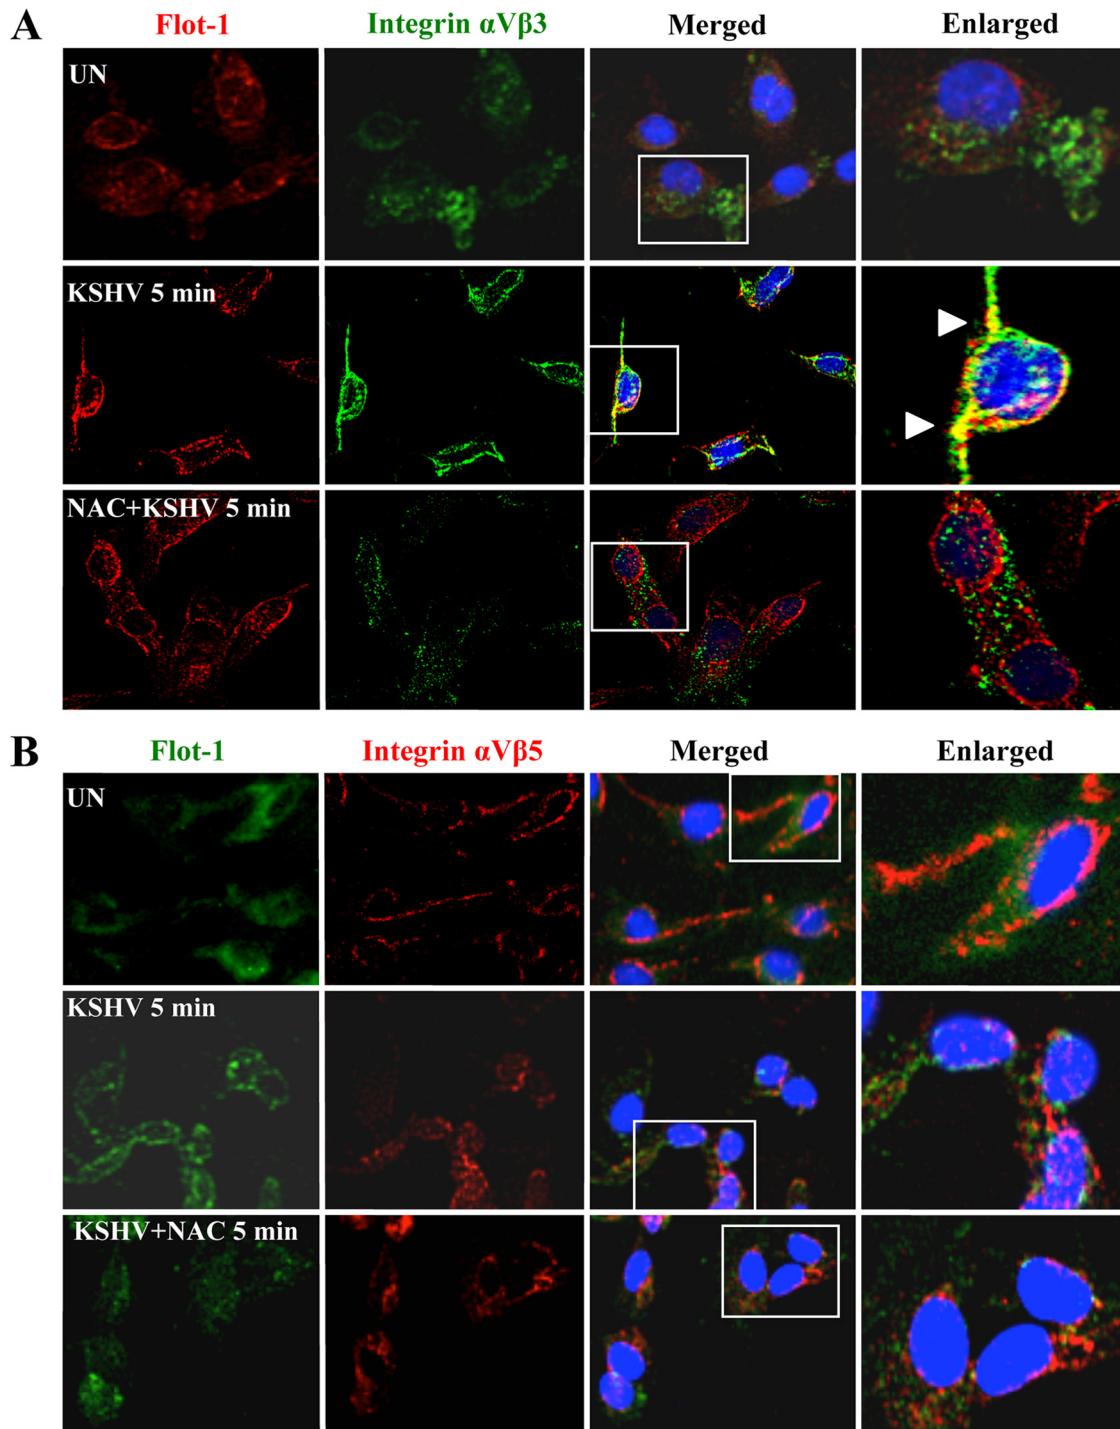 A
Flot-1 Integrin αVβ3 Merged Enlarged
UN
KSHV 5 min
NAC+KSHV 5 min
B
Flot-1 Integrin αVβ5 Merged Enlarged
UN
KSHV 5 min
KSHV+NAC 5 min